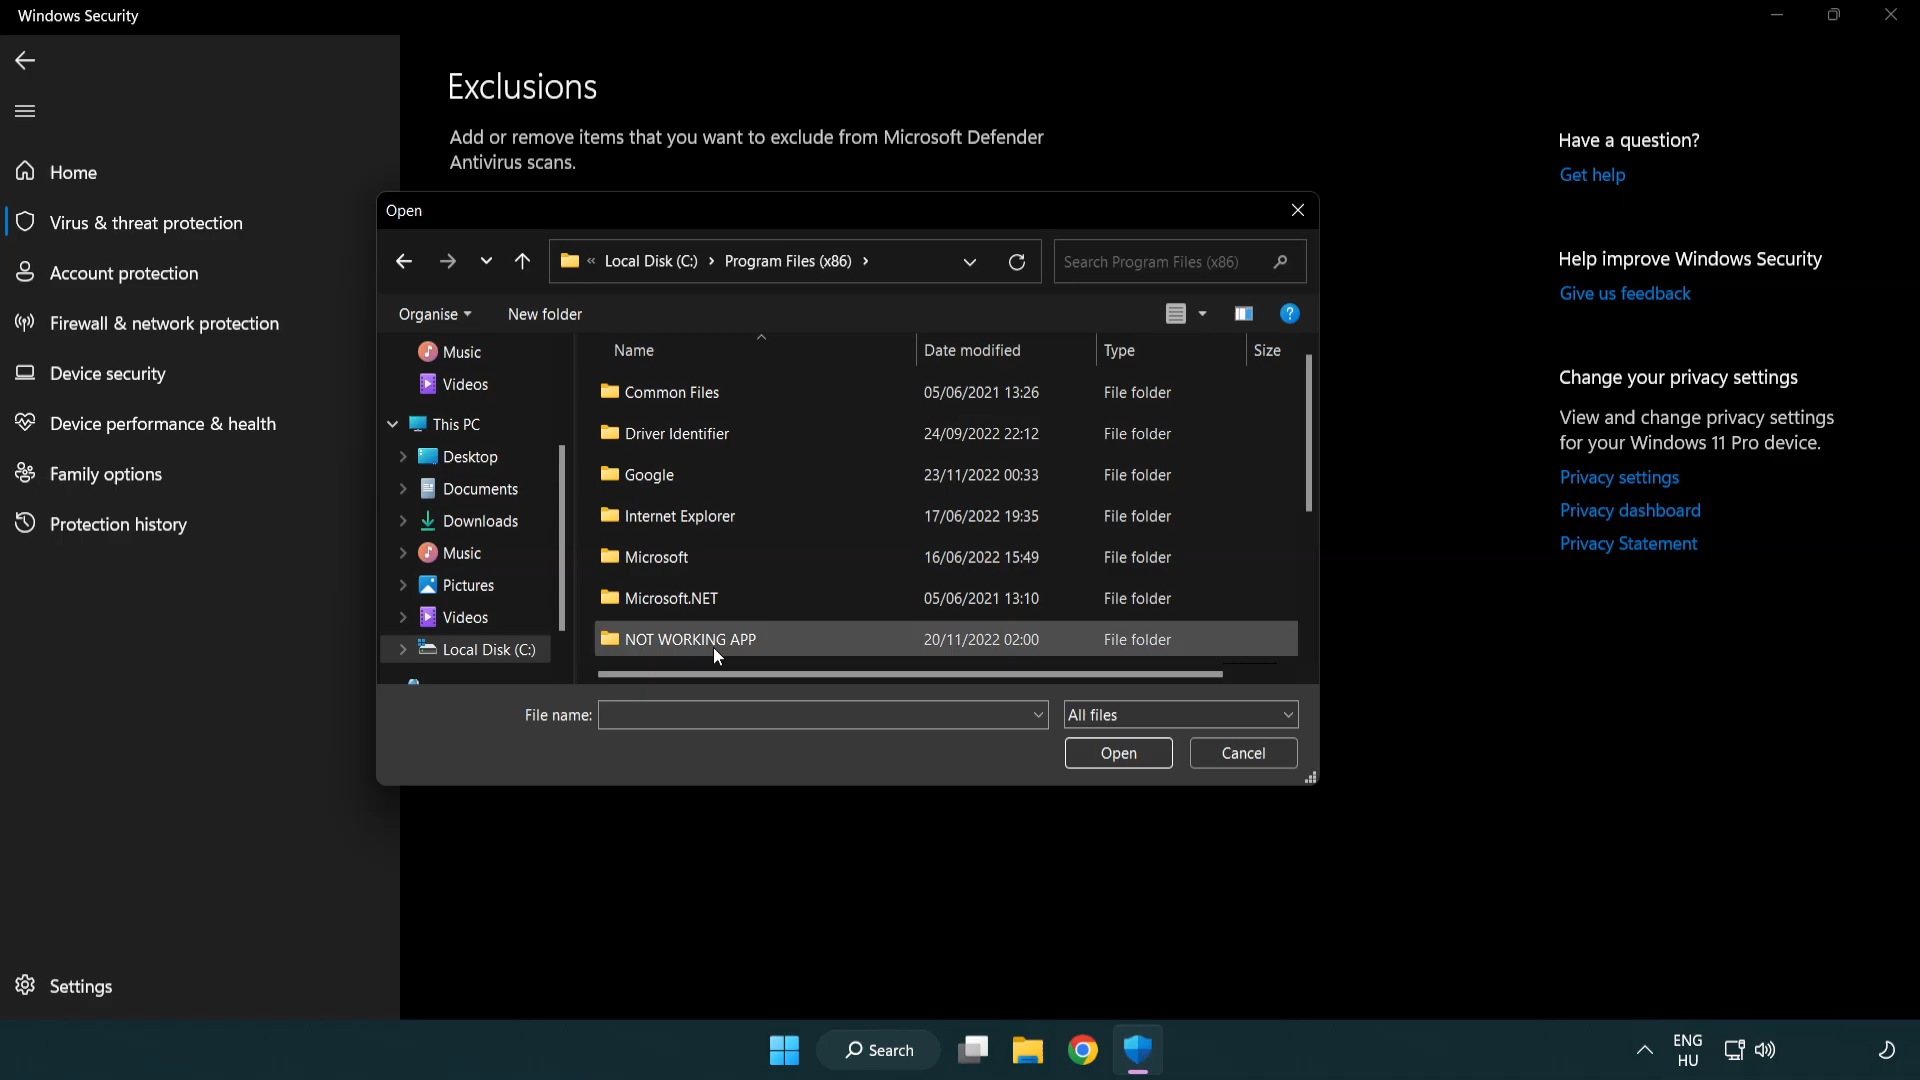 Windows Security
Home
Virus & threat protection
Account protection
Firewall & network protection
Device security
Device performance & health
Family options
Protection history
Settings
Exclusions
Add or remove items that you want to exclude from Microsoft Defender
Antivirus scans.
Open
« Local Disk (C:) › Program Files (x86) ›
Search Program Files (x86)
Organise
New folder
Music
Videos
This PC
Desktop
Documents
Downloads
Music
Pictures
Videos
Local Disk (C:)
Name Date modified Type Size
Common Files 05/06/2021 13:26 File folder
Driver Identifier 24/09/2022 22:12 File folder
Google 23/11/2022 00:33 File folder
Internet Explorer 17/06/2022 19:35 File folder
Microsoft 16/06/2022 15:49 File folder
Microsoft.NET 05/06/2021 13:10 File folder
NOT WORKING APP 20/11/2022 02:00 File folder
File name:
All files
Open
Cancel
Have a question?
Get help
Help improve Windows Security
Give us feedback
Change your privacy settings
View and change privacy settings
for your Windows 11 Pro device.
Privacy settings
Privacy dashboard
Privacy Statement
Search
ENG
HU